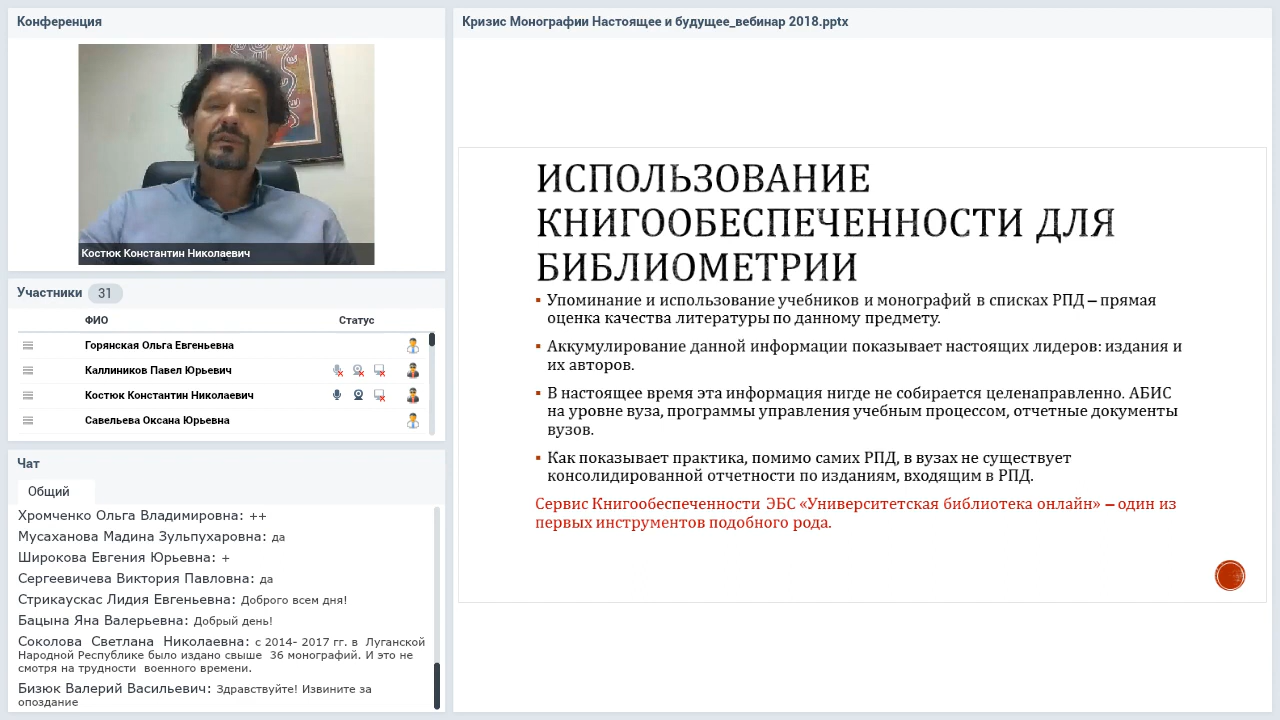 Конференция
Костюк Константин Николаевич
Участники 31
ФИО Статус
Горянская Ольга Евгеньевна
Каллиников Павел Юрьевич
Костюк Константин Николаевич
Савельева Оксана Юрьевна
Чат
Общий
Хромченко Ольга Владимировна: ++
Мусаханова Мадина Зульпухаровна: да
Широкова Евгения Юрьевна: +
Сергеевичева Виктория Павловна: да
Стрикаускас Лидия Евгеньевна: Доброго всем дня!
Бацына Яна Валерьевна: Добрый день!
Соколова Светлана Николаевна: с 2014- 2017 гг. в Луганской
Народной Республике было издано свыше 36 монографий. И это не
смотря на трудности военного времени.
Бизюк Валерий Васильевич: Здравствуйте! Извините за
опоздание
Кризис Монографии Настоящее и будущее_вебинар 2018.pptx
ИСПОЛЬЗОВАНИЕ
КНИГООБЕСПЕЧЕННОСТИ ДЛЯ
БИБЛИОМЕТРИИ
▪ Упоминание и использование учебников и монографий в списках РПД – прямая
оценка качества литературы по данному предмету.
▪ Аккумулирование данной информации показывает настоящих лидеров: издания и
их авторов.
▪ В настоящее время эта информация нигде не собирается целенаправленно. АБИС
на уровне вуза, программы управления учебным процессом, отчетные документы
вузов.
▪ Как показывает практика, помимо самих РПД, в вузах не существует
консолидированной отчетности по изданиям, входящим в РПД.
Сервис Книгообеспеченности ЭБС «Университетская библиотека онлайн» – один из
первых инструментов подобного рода.